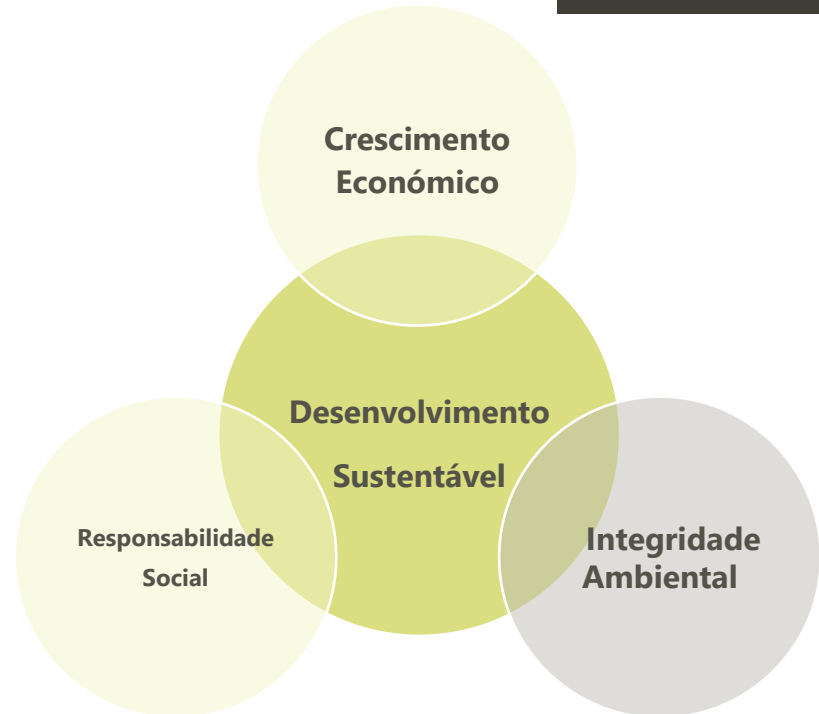 Crescimento
Económico
Desenvolvimento
Sustentável
Responsabilidade
Social
Integridade
Ambiental